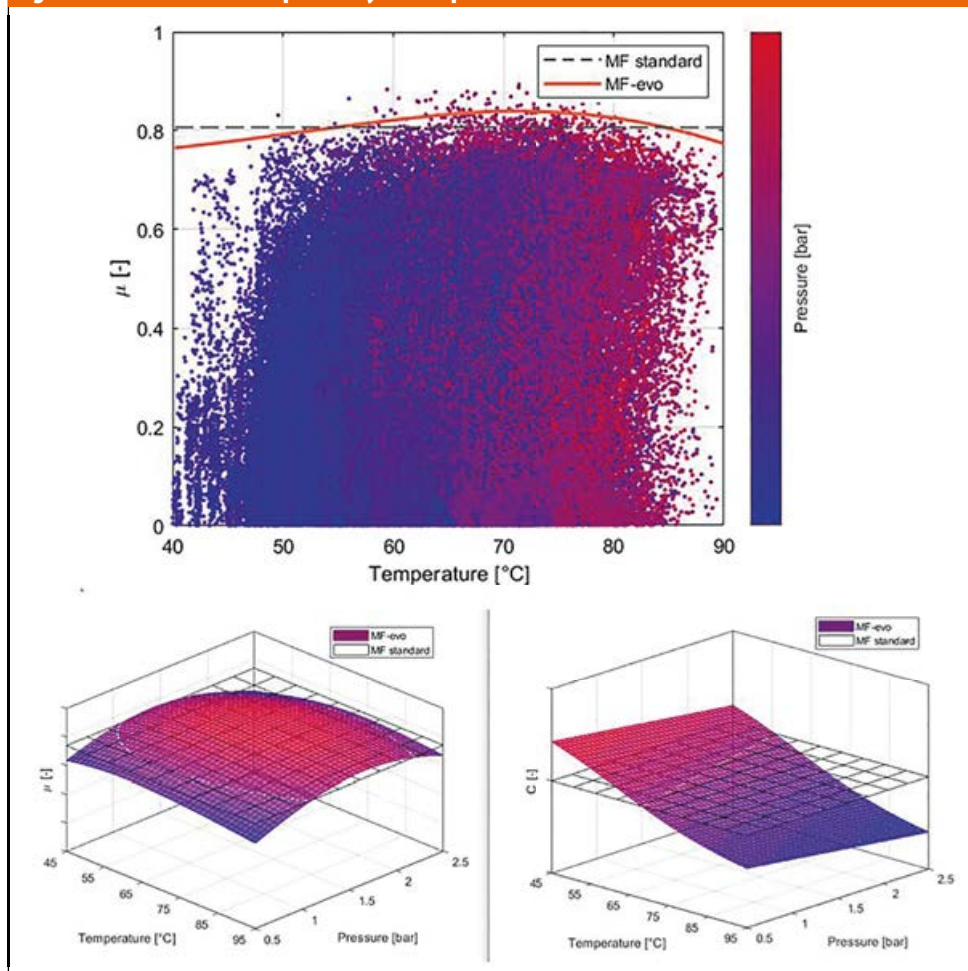 1
MF standard
MF-evo
0.8
0.6
μ [-]
0.4
0.2
0
40 50 60 70 80 90
Temperature [°C]
Pressure [bar]
MF-evo
MF standard
μ [-]
45
55
65
75
85
95
0.5
1
1.5
2
2.5
Temperature [°C]
Pressure [bar]
MF-evo
MF standard
C [-]
45
55
65
75
85
95
0.5
1
1.5
2
2.5
Temperature [°C]
Pressure [bar]